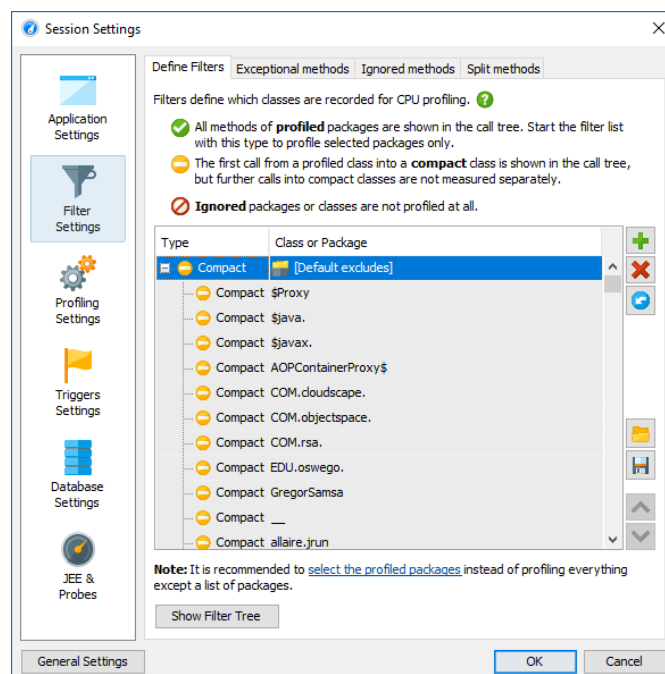 Session Settings
Define Filters Exceptional methods Ignored methods Split methods
Application
Settings
Filter
Settings
Profiling
Settings
Triggers
Settings
Database
Settings
JEE &
Probes
Filters define which classes are recorded for CPU profiling.
All methods of profiled packages are shown in the call tree. Start the filter list
with this type to profile selected packages only.
The first call from a profiled class into a compact class is shown in the call tree,
but further calls into compact classes are not measured separately.
Ignored packages or classes are not profiled at all.
Type Class or Package
Compact [Default excludes]
Compact $Proxy
Compact $java.
Compact $javax.
Compact AOPContainerProxy$
Compact COM.cloudscape.
Compact COM.objectspace.
Compact COM.rsa.
Compact EDU.oswego.
Compact GregorSamsa
Compact __
Compact allaire.jrun
Note: It is recommended to select the profiled packages instead of profiling everything
except a list of packages.
Show Filter Tree
General Settings OK Cancel